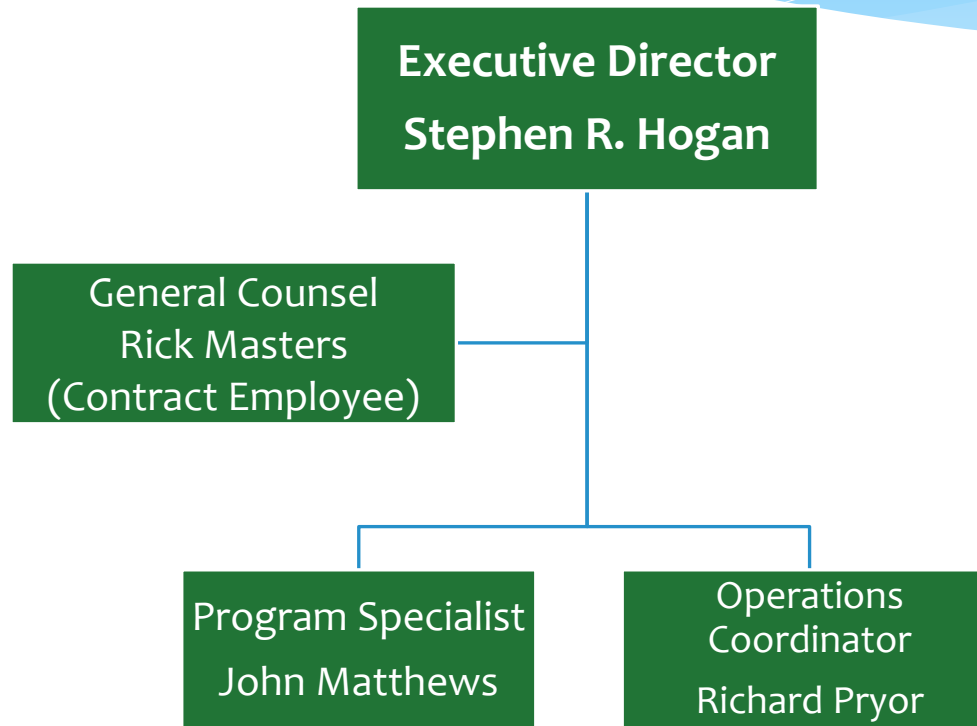 Executive Director
Stephen R. Hogan
General Counsel
Rick Masters
(Contract Employee)
Program Specialist
John Matthews
Operations
Coordinator
Richard Pryor